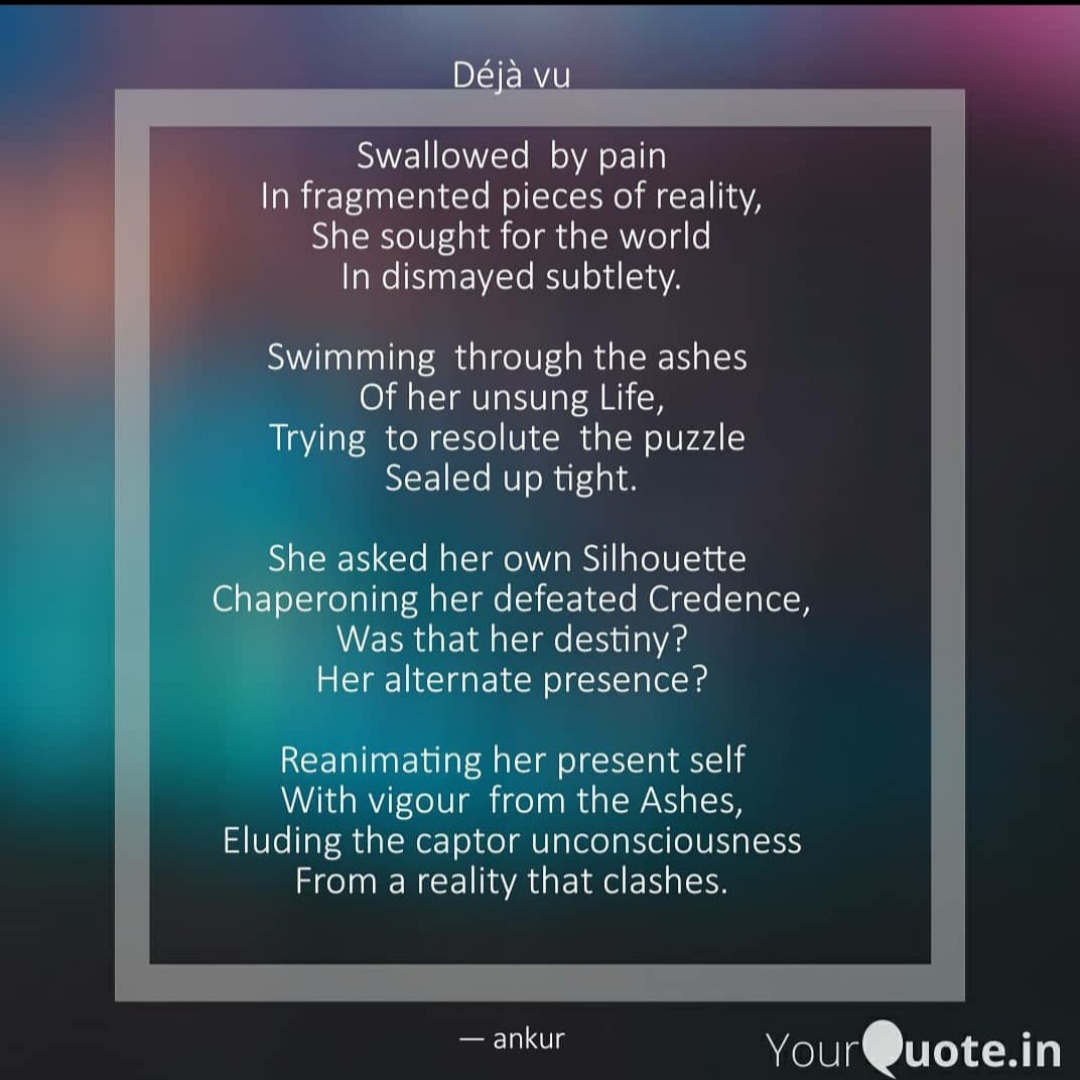 Déjà vu
Swallowed by pain
In fragmented pieces of reality,
She sought for the world
In dismayed subtlety.
Swimming through the ashes
Of her unsung Life,
Trying to resolute the puzzle
Sealed up tight.
She asked her own Silhouette
Chaperoning her defeated Credence,
Was that her destiny?
Her alternate presence?
Reanimating her present self
With vigour from the Ashes,
Eluding the captor unconsciousness
From a reality that clashes.
— ankur
YourQuote.in